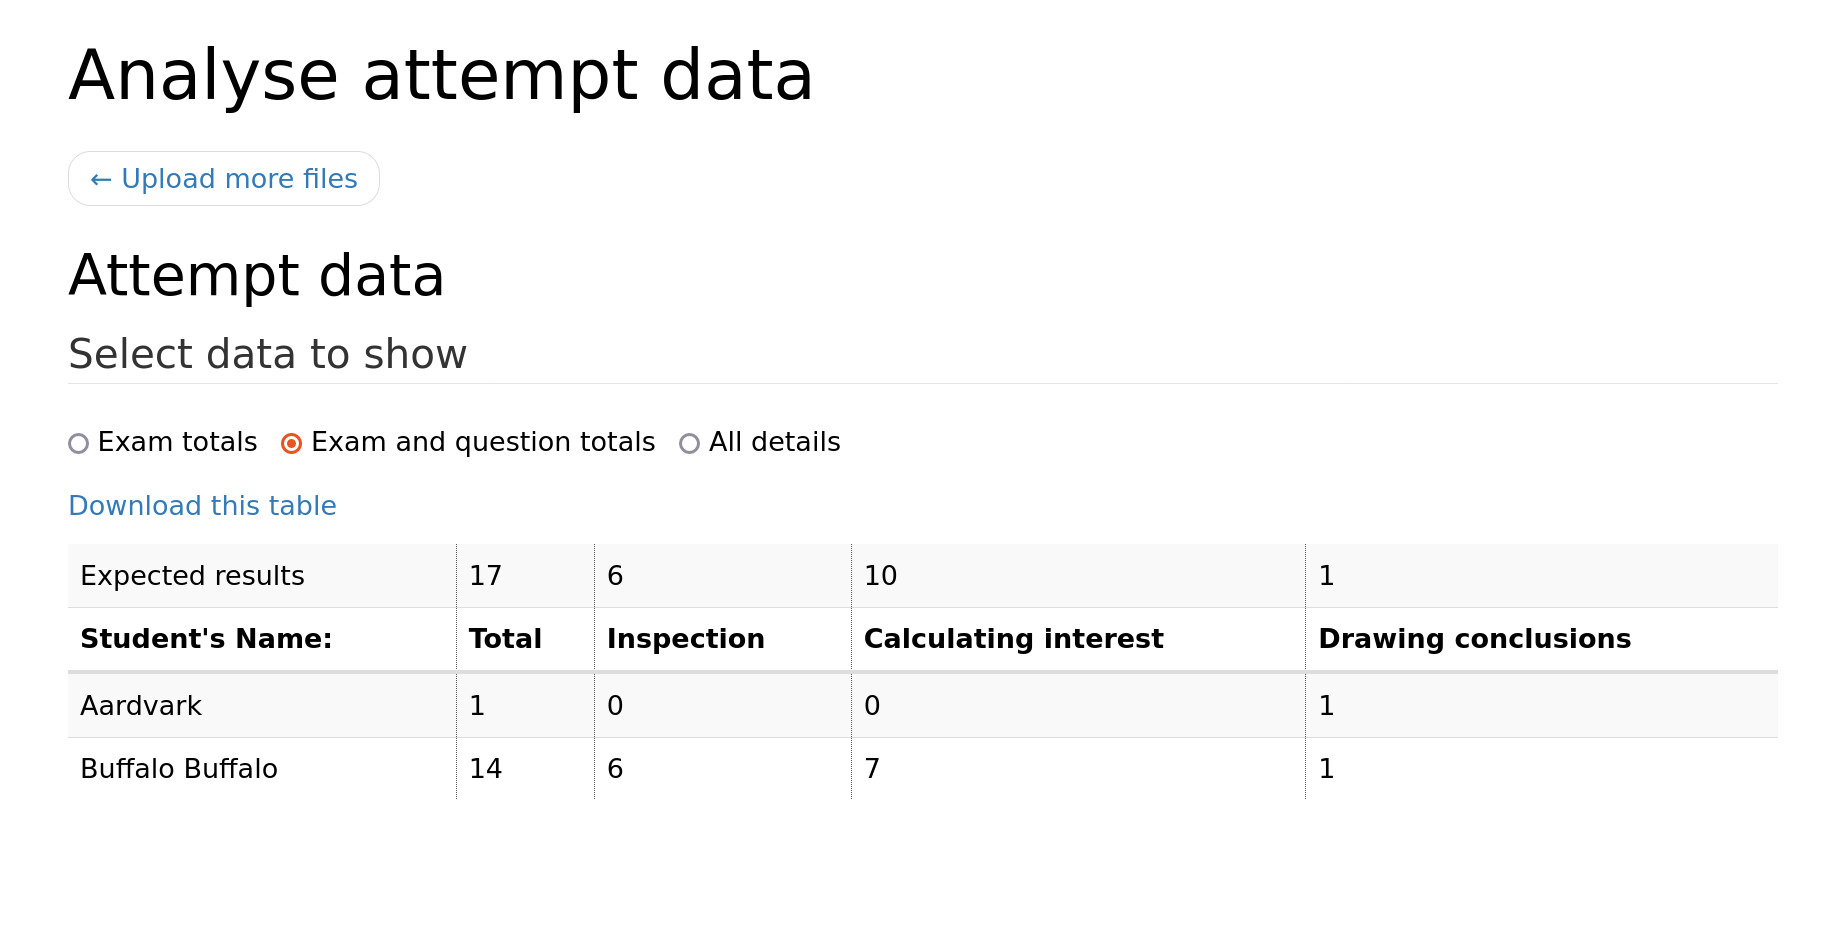 Analyse attempt data
← Upload more files
Attempt data
Select data to show
Exam totals Exam and question totals All details
Download this table
Expected results 17 6 10 1
Student's Name: Total Inspection Calculating interest Drawing conclusions
Aardvark 1 0 0 1
Buffalo Buffalo 14 6 7 1